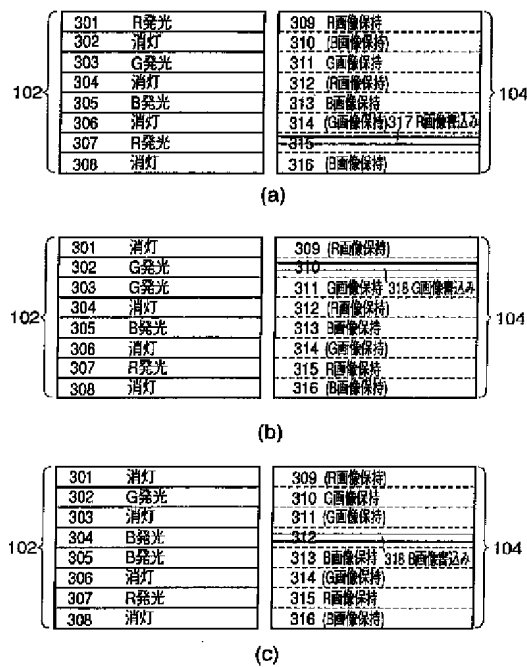 301 R発光
302 消灯
303 G発光
304 消灯
305 B発光
306 消灯
307 R発光
308 消灯
102
309 R画像保持
310 (B画像保持)
311 G画像保持
312 (R画像保持)
313 B画像保持
314 (G画像保持) 317 R画像書込み
315
316 (B画像保持)
104
(a)
301 消灯
302 G発光
303 G発光
304 消灯
305 B発光
306 消灯
307 R発光
308 消灯
102
309 (R画像保持)
310
311 G画像保持 318 G画像書込み
312 (R画像保持)
313 B画像保持
314 (G画像保持)
315 R画像保持
316 (B画像保持)
104
(b)
301 消灯
302 G発光
303 消灯
304 B発光
305 B発光
306 消灯
307 R発光
308 消灯
102
309 (R画像保持)
310 G画像保持
311 (G画像保持)
312
313 B画像保持 318 B画像書込み
314 (G画像保持)
315 R画像保持
316 (B画像保持)
104
(c)